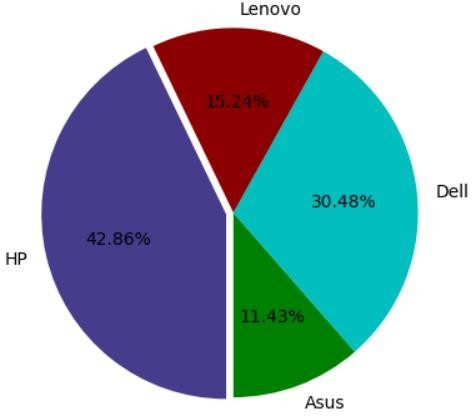 Lenovo
15.24%
Dell
30.48%
42.86%
HP
11.43%
Asus